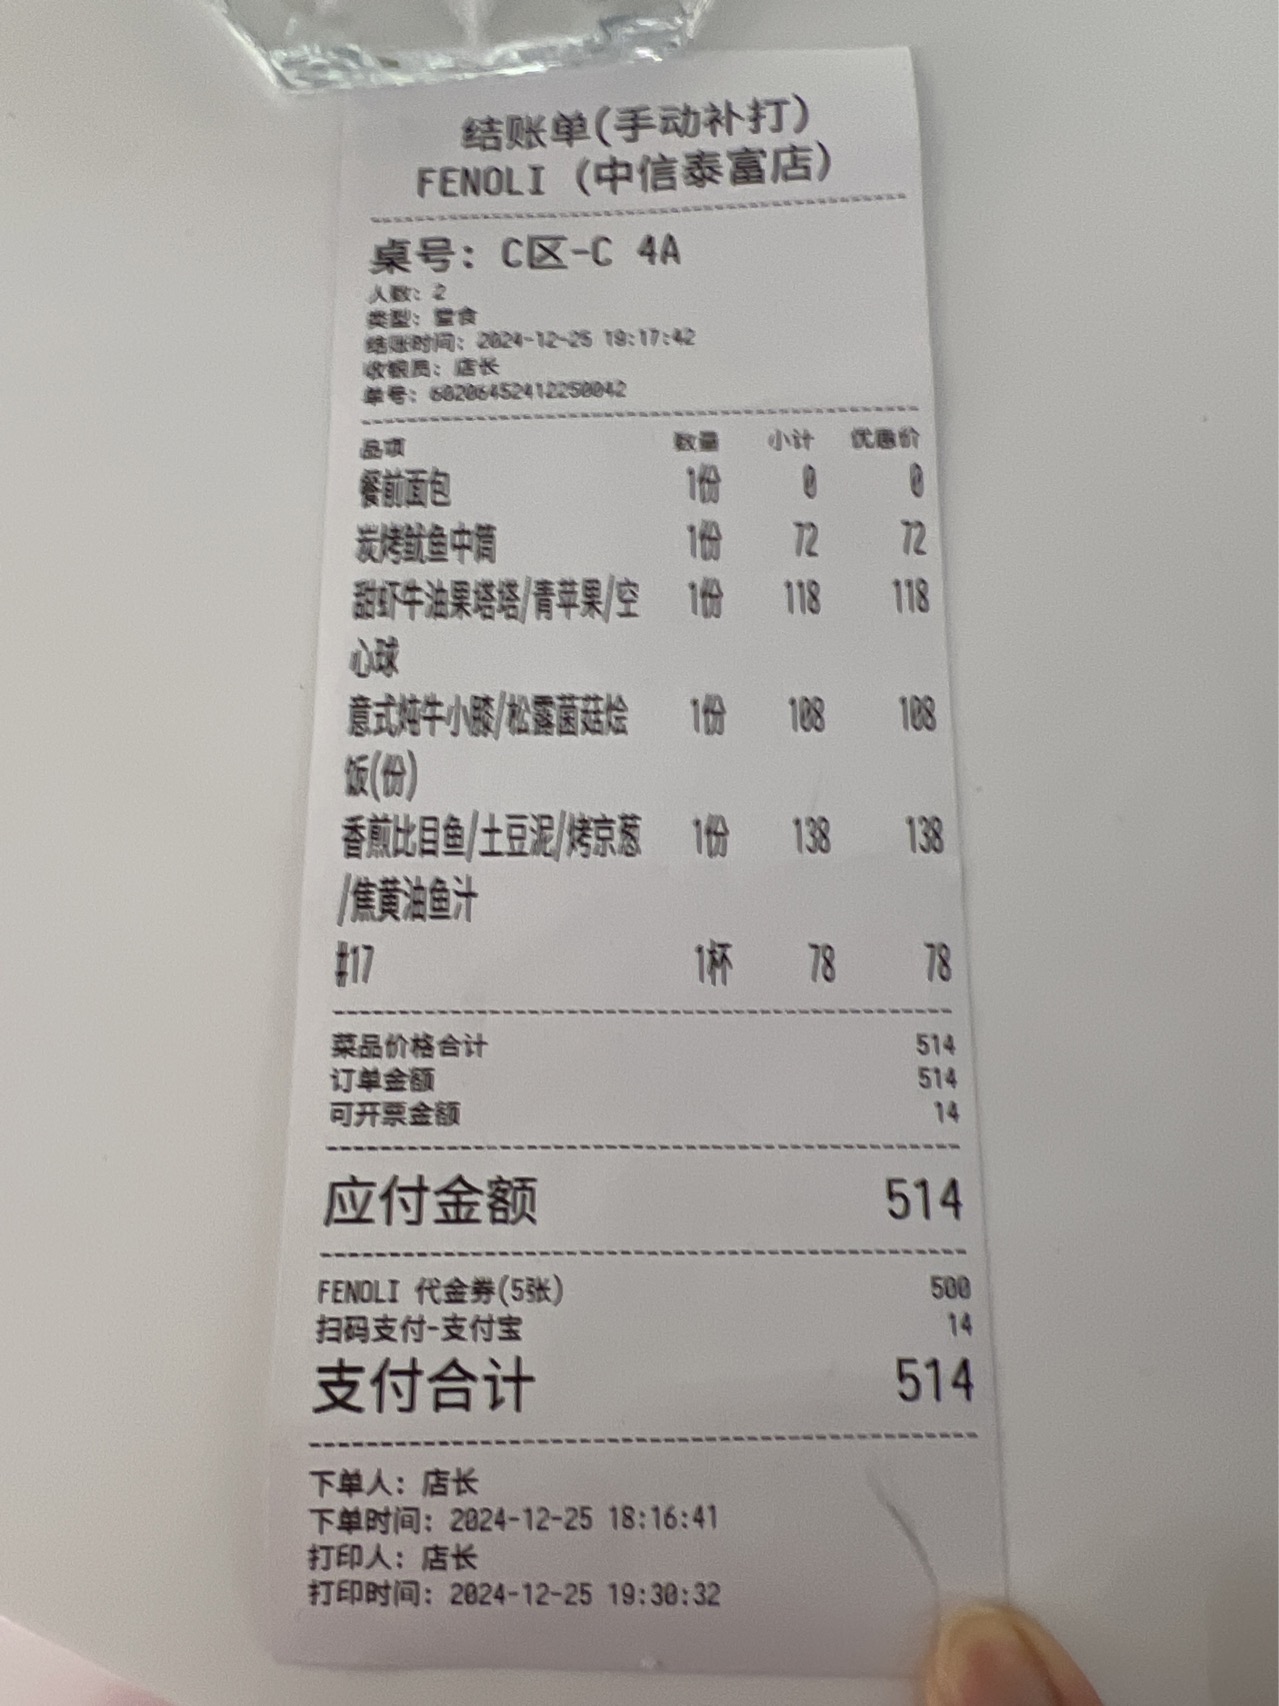 结账单(手动补打)
FENOLI (中信泰富店)
桌号: C区-C 4A
人数: 2
类型: 堂食
结账时间: 2024-12-25 19:17:42
收银员: 店长
单号: 60206452412250042
品项 数量 小计 优惠价
餐前面包 1份 0 0
炭烤鱿鱼中筒 1份 72 72
甜虾牛油果塔塔/青苹果/空 1份 118 118
心球
意式炖牛小膝/松露菌菇烩 1份 108 108
饭(份)
香煎比目鱼/土豆泥/烤京葱 1份 138 138
/焦黄油鱼汁
#17 1杯 78 78
菜品价格合计 514
订单金额 514
可开票金额 14
应付金额 514
FENOLI 代金券(5张) 500
扫码支付-支付宝 14
支付合计 514
下单人: 店长
下单时间: 2024-12-25 18:16:41
打印人: 店长
打印时间: 2024-12-25 19:30:32